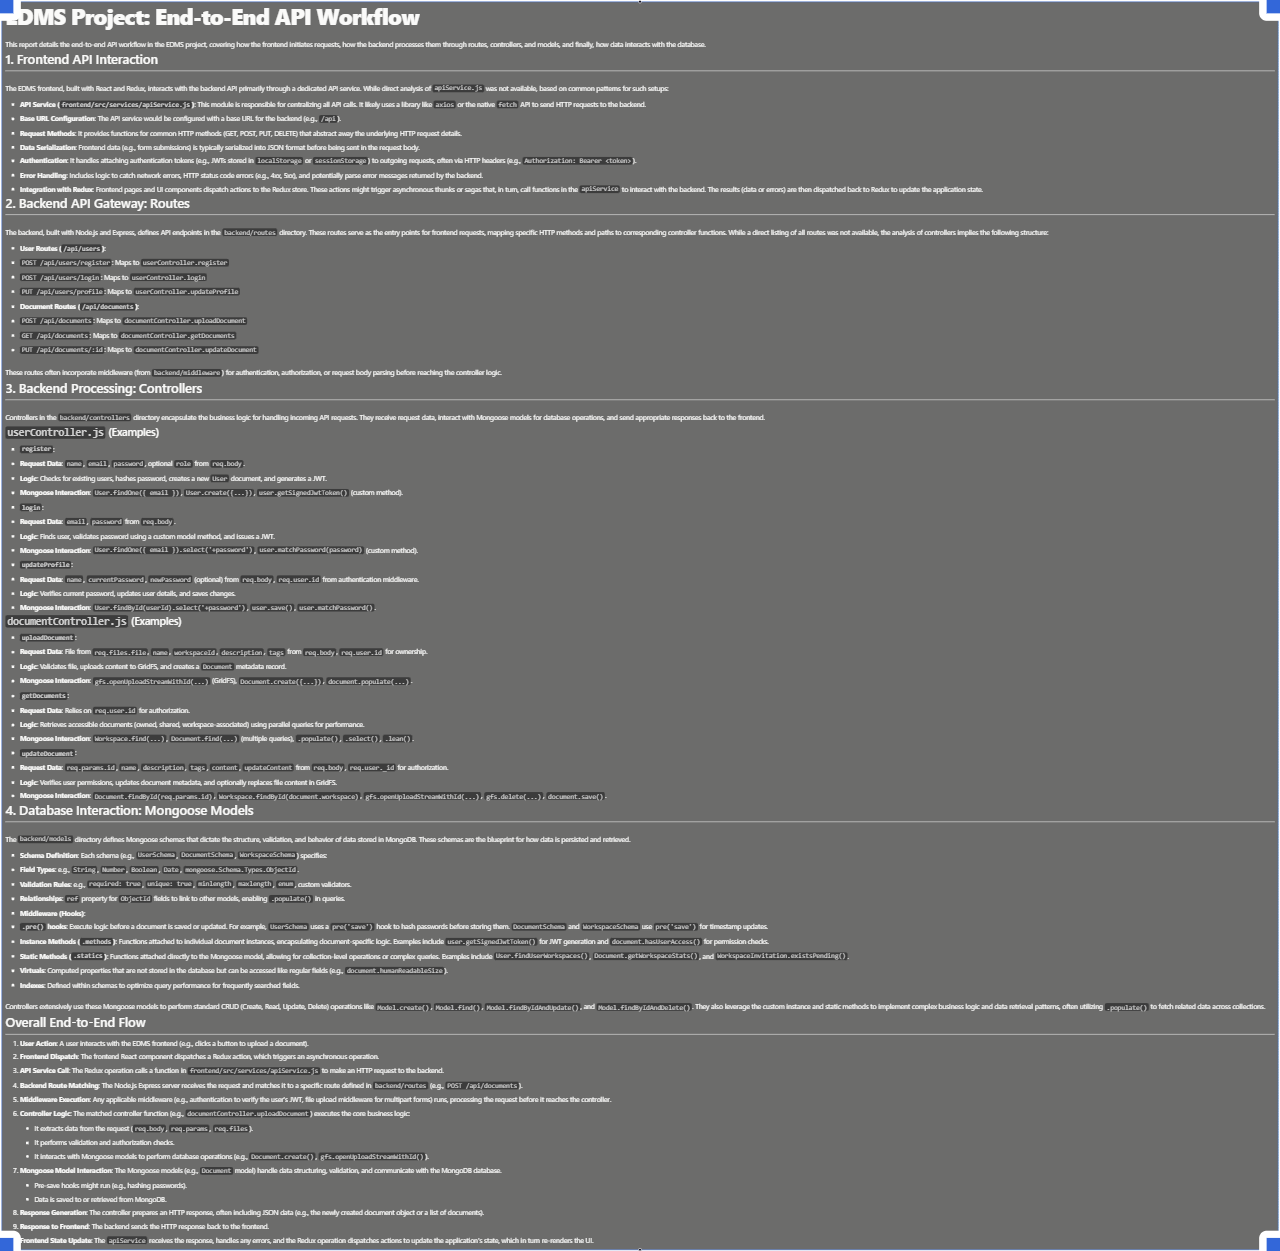 EDMS Project: End-to-End API Workflow
This report details the end-to-end API workflow in the EDMS project, covering how the frontend initiates requests, how the backend processes them through routes, controllers, and models, and finally, how data interacts with the database.
1. Frontend API Interaction
The EDMS frontend, built with React and Redux, interacts with the backend API primarily through a dedicated API service. While direct analysis of apiService.js was not available, based on common patterns for such setups:
▪ API Service (frontend/src/services/apiService.js): This module is responsible for centralizing all API calls. It likely uses a library like axios or the native fetch API to send HTTP requests to the backend.
▪ Base URL Configuration: The API service would be configured with a base URL for the backend (e.g., /api).
▪ Request Methods: It provides functions for common HTTP methods (GET, POST, PUT, DELETE) that abstract away the underlying HTTP request details.
▪ Data Serialization: Frontend data (e.g., form submissions) is typically serialized into JSON format before being sent in the request body.
▪ Authentication: It handles attaching authentication tokens (e.g., JWTs stored in localStorage or sessionStorage) to outgoing requests, often via HTTP headers (e.g., Authorization: Bearer <token>).
▪ Error Handling: Includes logic to catch network errors, HTTP status code errors (e.g., 4xx, 5xx), and potentially parse error messages returned by the backend.
▪ Integration with Redux: Frontend pages and UI components dispatch actions to the Redux store. These actions might trigger asynchronous thunks or sagas that, in turn, call functions in the apiService to interact with the backend. The results (data or errors) are then dispatched back to Redux to update the application state.
2. Backend API Gateway: Routes
The backend, built with Node.js and Express, defines API endpoints in the backend/routes directory. These routes serve as the entry points for frontend requests, mapping specific HTTP methods and paths to corresponding controller functions. While a direct listing of all routes was not available, the analysis of controllers implies the following structure:
▪ User Routes (/api/users):
▪ POST /api/users/register: Maps to userController.register
▪ POST /api/users/login: Maps to userController.login
▪ PUT /api/users/profile: Maps to userController.updateProfile
▪ Document Routes (/api/documents):
▪ POST /api/documents: Maps to documentController.uploadDocument
▪ GET /api/documents: Maps to documentController.getDocuments
▪ PUT /api/documents/:id: Maps to documentController.updateDocument
These routes often incorporate middleware (from backend/middleware) for authentication, authorization, or request body parsing before reaching the controller logic.
3. Backend Processing: Controllers
Controllers in the backend/controllers directory encapsulate the business logic for handling incoming API requests. They receive request data, interact with Mongoose models for database operations, and send appropriate responses back to the frontend.
userController.js (Examples)
▪ register:
▪ Request Data: name, email, password, optional role from req.body.
▪ Logic: Checks for existing users, hashes password, creates a new User document, and generates a JWT.
▪ Mongoose Interaction: User.findOne({ email }), User.create({...}), user.getSignedJwtToken() (custom method).
▪ login:
▪ Request Data: email, password from req.body.
▪ Logic: Finds user, validates password using a custom model method, and issues a JWT.
▪ Mongoose Interaction: User.findOne({ email }).select('+password'), user.matchPassword(password) (custom method).
▪ updateProfile:
▪ Request Data: name, currentPassword, newPassword (optional) from req.body, req.user.id from authentication middleware.
▪ Logic: Verifies current password, updates user details, and saves changes.
▪ Mongoose Interaction: User.findById(userId).select('+password'), user.save(), user.matchPassword().
documentController.js (Examples)
▪ uploadDocument:
▪ Request Data: File from req.files.file, name, workspaceId, description, tags from req.body, req.user.id for ownership.
▪ Logic: Validates file, uploads content to GridFS, and creates a Document metadata record.
▪ Mongoose Interaction: gfs.openUploadStreamWithId(...) (GridFS), Document.create({...}), document.populate(...).
▪ getDocuments:
▪ Request Data: Relies on req.user.id for authorization.
▪ Logic: Retrieves accessible documents (owned, shared, workspace-associated) using parallel queries for performance.
▪ Mongoose Interaction: Workspace.find(...), Document.find(...) (multiple queries), .populate(), .select(), .lean().
▪ updateDocument:
▪ Request Data: req.params.id, name, description, tags, content, updateContent from req.body, req.user._id for authorization.
▪ Logic: Verifies user permissions, updates document metadata, and optionally replaces file content in GridFS.
▪ Mongoose Interaction: Document.findById(req.params.id), Workspace.findById(document.workspace), gfs.openUploadStreamWithId(...), gfs.delete(...), document.save().
4. Database Interaction: Mongoose Models
The backend/models directory defines Mongoose schemas that dictate the structure, validation, and behavior of data stored in MongoDB. These schemas are the blueprint for how data is persisted and retrieved.
▪ Schema Definition: Each schema (e.g., UserSchema, DocumentSchema, WorkspaceSchema) specifies:
▪ Field Types: e.g., String, Number, Boolean, Date, mongoose.Schema.Types.ObjectId.
▪ Validation Rules: e.g., required: true, unique: true, minlength, maxlength, enum, custom validators.
▪ Relationships: ref property for ObjectId fields to link to other models, enabling .populate() in queries.
▪ Middleware (Hooks):
▪ .pre() hooks: Execute logic before a document is saved or updated. For example, UserSchema uses a pre('save') hook to hash passwords before storing them. DocumentSchema and WorkspaceSchema use pre('save') for timestamp updates.
▪ Instance Methods (.methods): Functions attached to individual document instances, encapsulating document-specific logic. Examples include user.getSignedJwtToken() for JWT generation and document.hasUserAccess() for permission checks.
▪ Static Methods (.statics): Functions attached directly to the Mongoose model, allowing for collection-level operations or complex queries. Examples include User.findUserWorkspaces(), Document.getWorkspaceStats(), and WorkspaceInvitation.existsPending().
▪ Virtuals: Computed properties that are not stored in the database but can be accessed like regular fields (e.g., document.humanReadableSize).
▪ Indexes: Defined within schemas to optimize query performance for frequently searched fields.
Controllers extensively use these Mongoose models to perform standard CRUD (Create, Read, Update, Delete) operations like Model.create(), Model.find(), Model.findByIdAndUpdate(), and Model.findByIdAndDelete(). They also leverage the custom instance and static methods to implement complex business logic and data retrieval patterns, often utilizing .populate() to fetch related data across collections.
Overall End-to-End Flow
1. User Action: A user interacts with the EDMS frontend (e.g., clicks a button to upload a document).
2. Frontend Dispatch: The frontend React component dispatches a Redux action, which triggers an asynchronous operation.
3. API Service Call: The Redux operation calls a function in frontend/src/services/apiService.js to make an HTTP request to the backend.
4. Backend Route Matching: The Node.js Express server receives the request and matches it to a specific route defined in backend/routes (e.g., POST /api/documents).
5. Middleware Execution: Any applicable middleware (e.g., authentication to verify the user's JWT, file upload middleware for multipart forms) runs, processing the request before it reaches the controller.
6. Controller Logic: The matched controller function (e.g., documentController.uploadDocument) executes the core business logic:
▪ It extracts data from the request (req.body, req.params, req.files).
▪ It performs validation and authorization checks.
▪ It interacts with Mongoose models to perform database operations (e.g., Document.create(), gfs.openUploadStreamWithId()).
7. Mongoose Model Interaction: The Mongoose models (e.g., Document model) handle data structuring, validation, and communicate with the MongoDB database.
▪ Pre-save hooks might run (e.g., hashing passwords).
▪ Data is saved to or retrieved from MongoDB.
8. Response Generation: The controller prepares an HTTP response, often including JSON data (e.g., the newly created document object or a list of documents).
9. Response to Frontend: The backend sends the HTTP response back to the frontend.
Frontend State Update: The apiService receives the response, handles any errors, and the Redux operation dispatches actions to update the application's state, which in turn re-renders the UI.